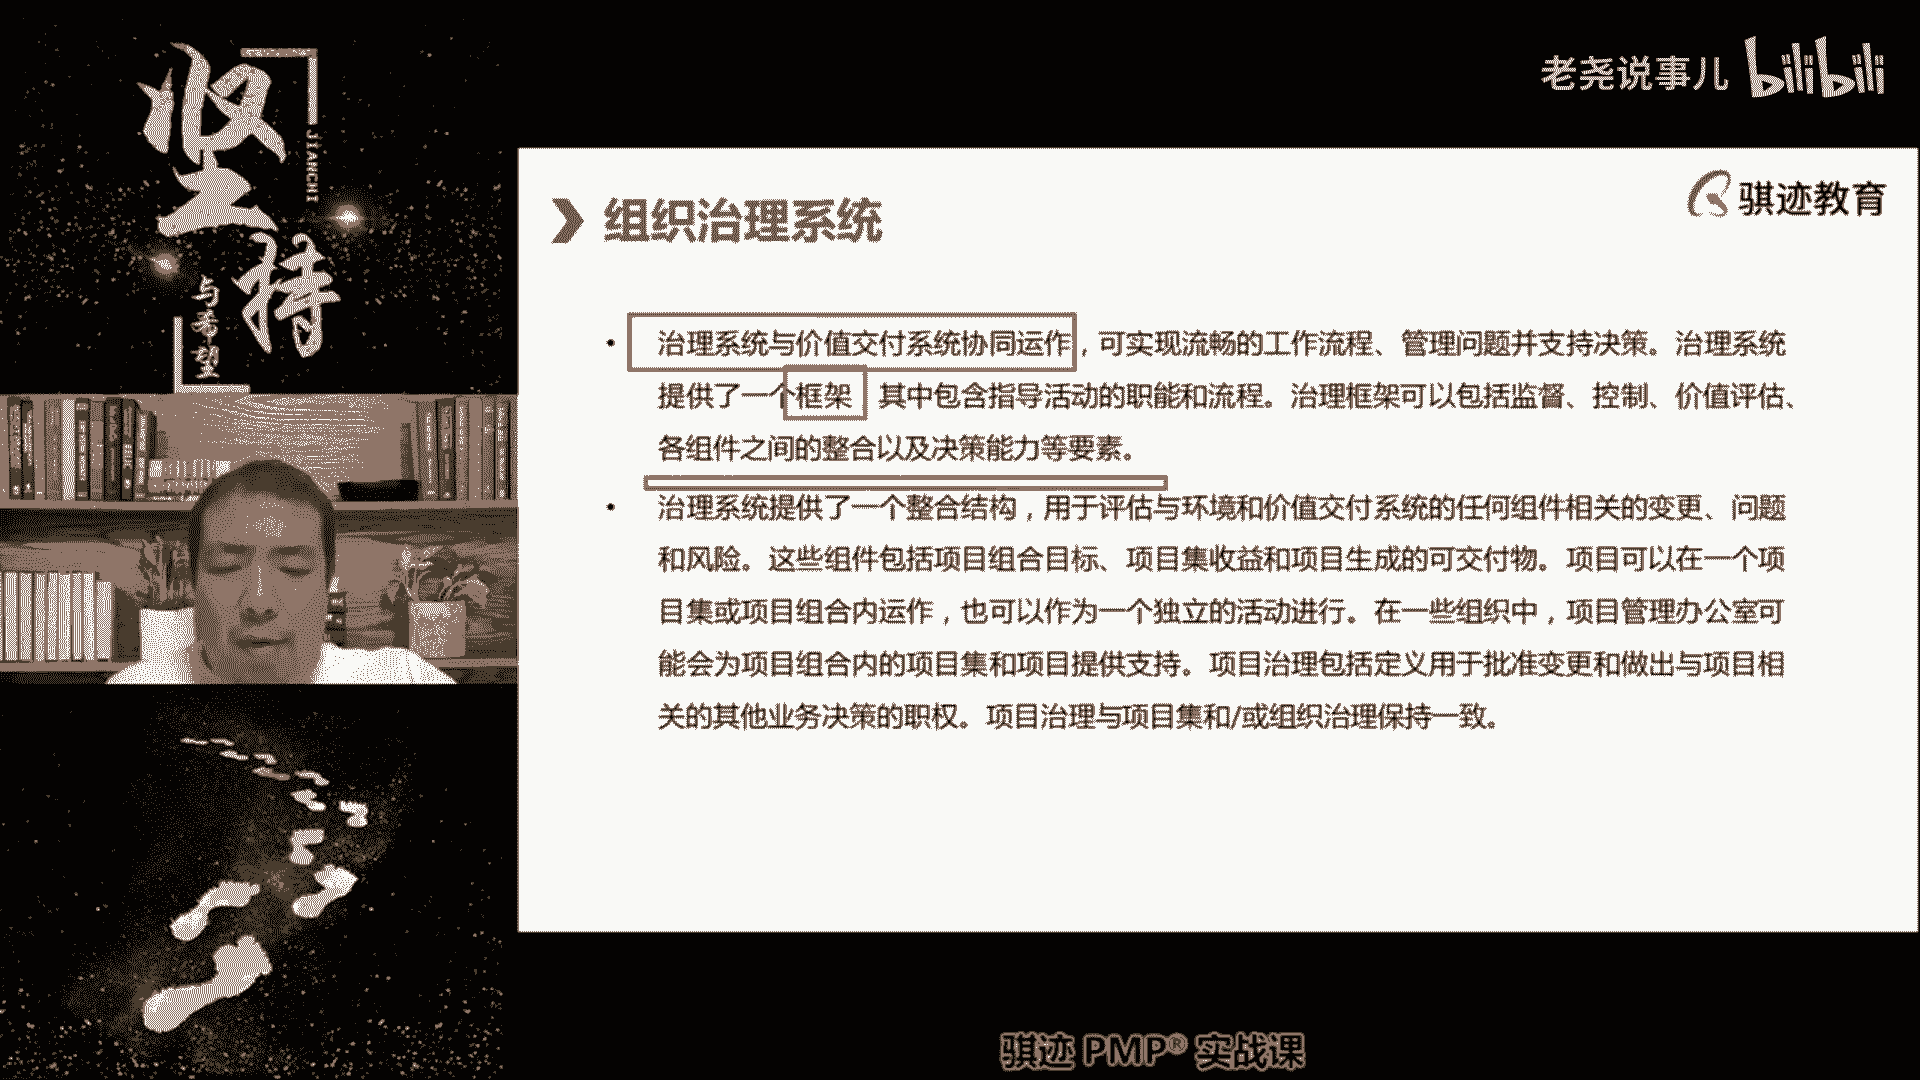 坚持
JIANCHI
与希望
老尧说事儿 bilibili
骐迹教育
组织治理系统
• 治理系统与价值交付系统协同运作，可实现流畅的工作流程、管理问题并支持决策。治理系统
提供了一个框架 其中包含指导活动的职能和流程。治理框架可以包括监督、控制、价值评估、
各组件之间的整合以及决策能力等要素。
• 治理系统提供了一个整合结构，用于评估与环境和价值交付系统的任何组件相关的变更、问题
和风险。这些组件包括项目组合目标、项目集收益和项目生成的可交付物。项目可以在一个项
目集或项目组合内运作，也可以作为一个独立的活动进行。在一些组织中，项目管理办公室可
能会为项目组合内的项目集和项目提供支持。项目治理包括定义用于批准变更和做出与项目相
关的其他业务决策的职权。项目治理与项目集和/或组织治理保持一致。
骐迹 PMP® 实战课